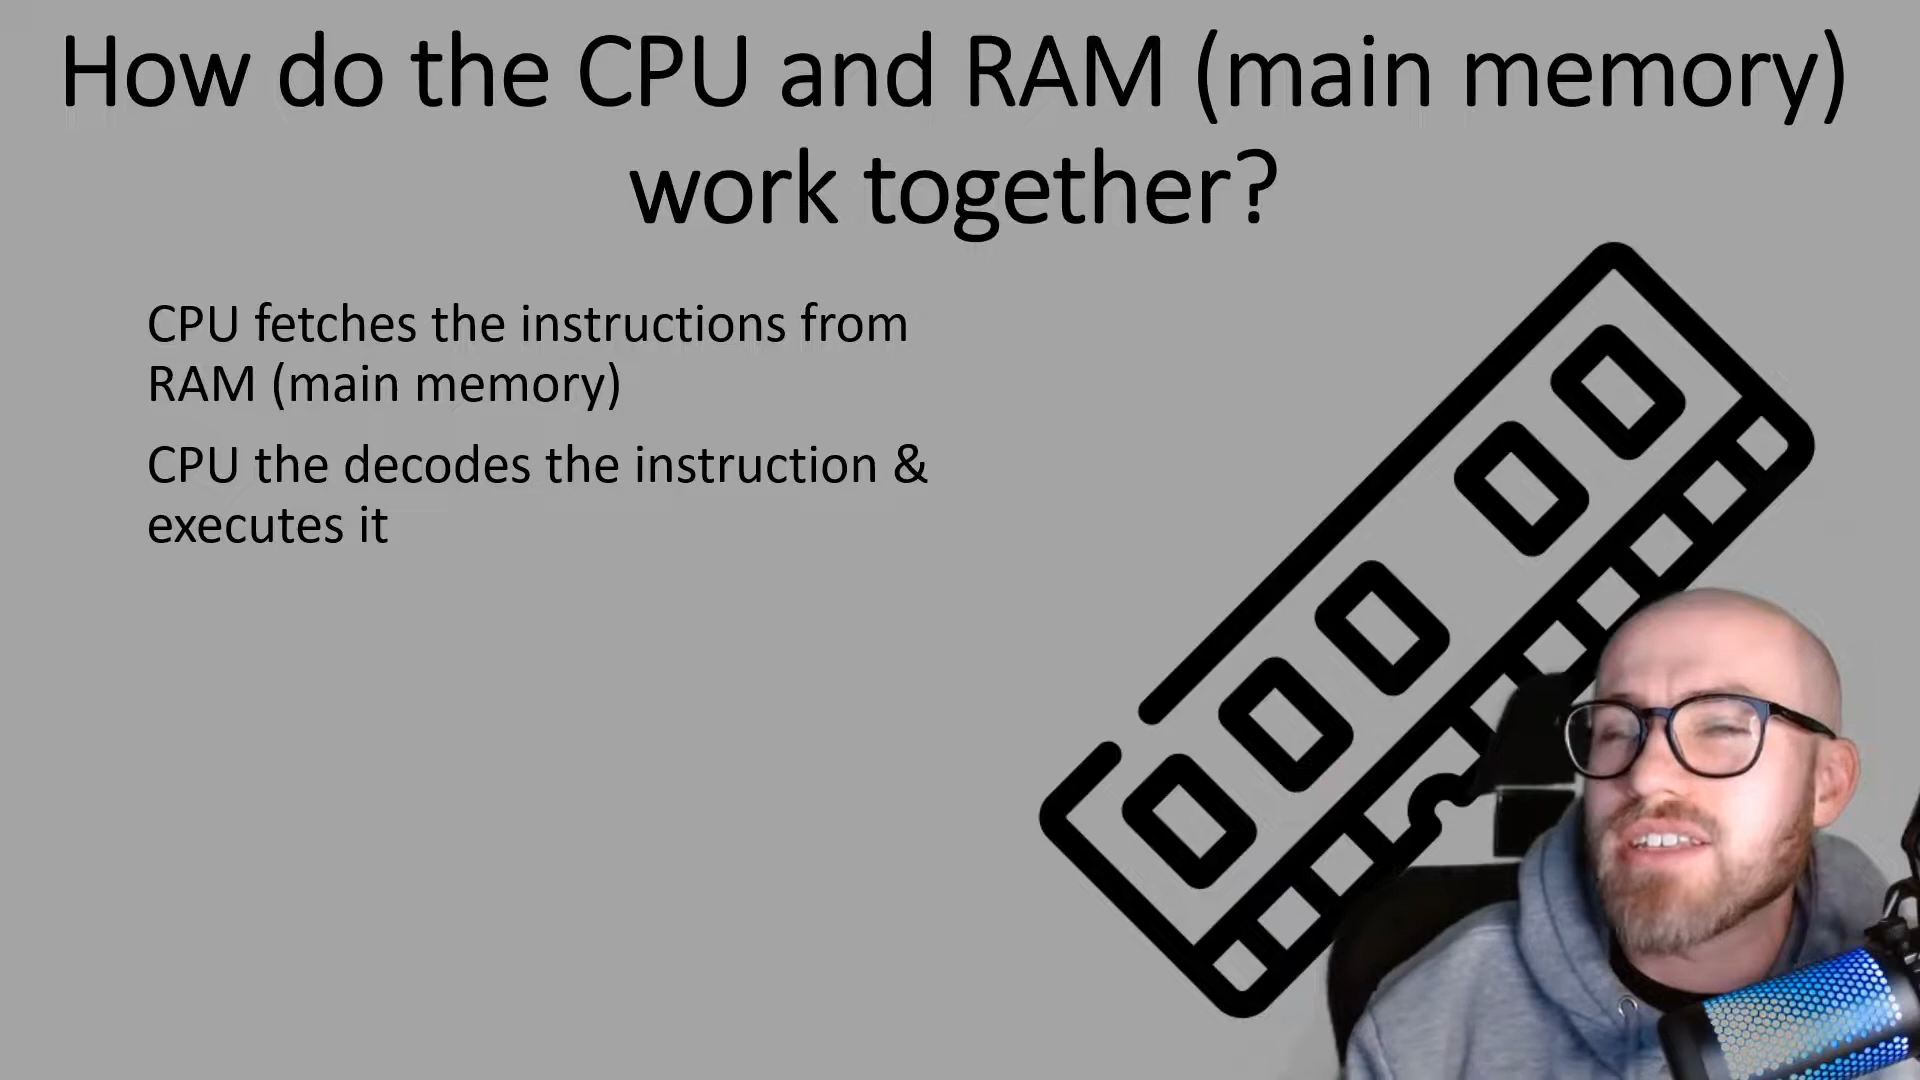 How do the CPU and RAM (main memory)
work together?
CPU fetches the instructions from
RAM (main memory)
CPU the decodes the instruction &
executes it